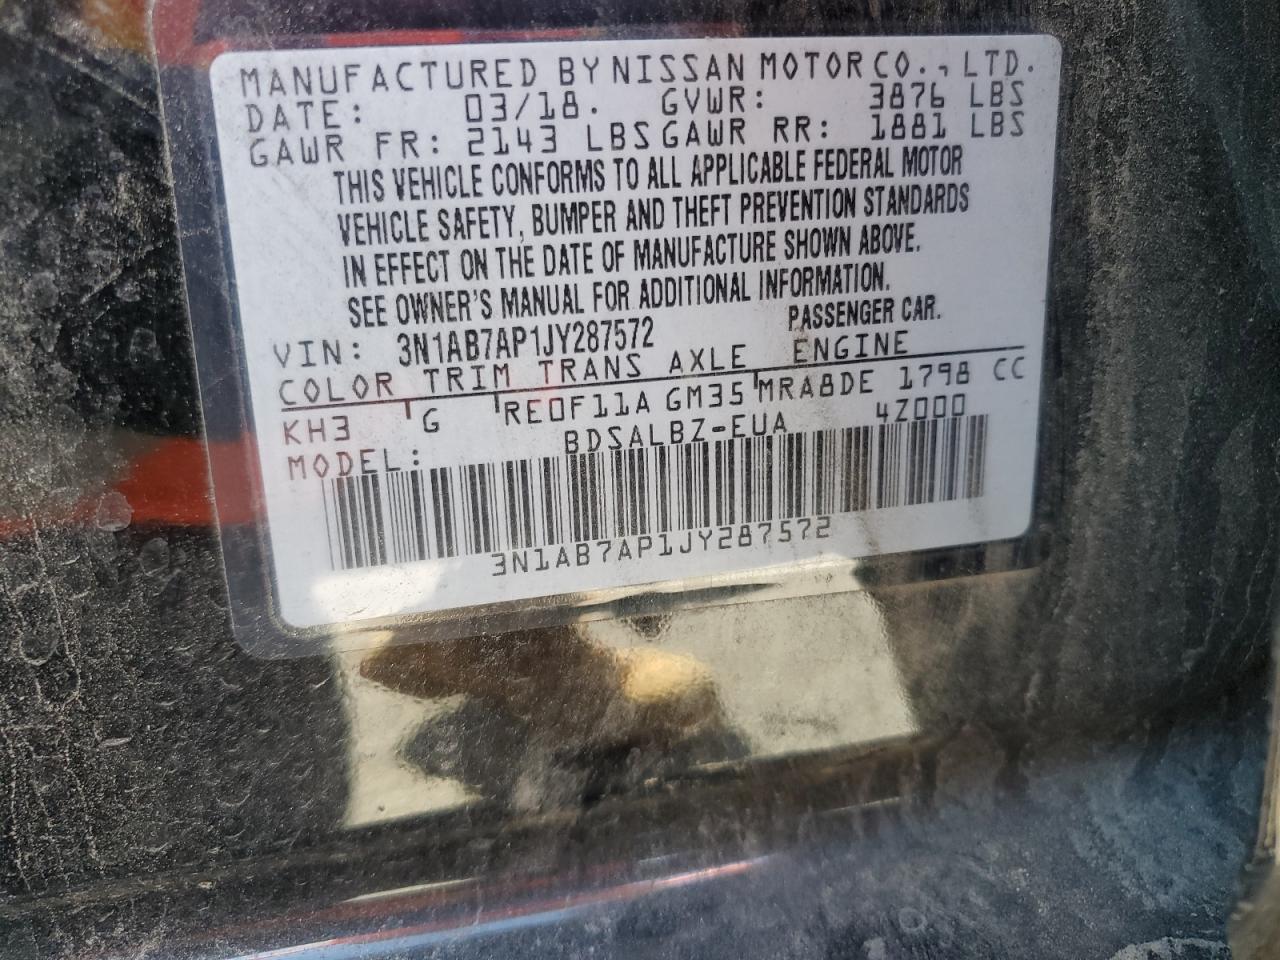 MANUFACTURED BY NISSAN MOTOR CO., LTD.
DATE: 03/18. GVWR: 3876 LBS
GAWR FR: 2143 LBS GAWR RR: 1881 LBS
THIS VEHICLE CONFORMS TO ALL APPLICABLE FEDERAL MOTOR
VEHICLE SAFETY, BUMPER AND THEFT PREVENTION STANDARDS
IN EFFECT ON THE DATE OF MANUFACTURE SHOWN ABOVE.
SEE OWNER'S MANUAL FOR ADDITIONAL INFORMATION.
VIN: 3N1AB7AP1JY287572 PASSENGER CAR.
COLOR TRIM TRANS AXLE ENGINE
KH3 G RE0F11A GM35 MRA8DE 1798 CC
MODEL: BDSALBZ-EUA 4Z000
3N1AB7AP1JY287572